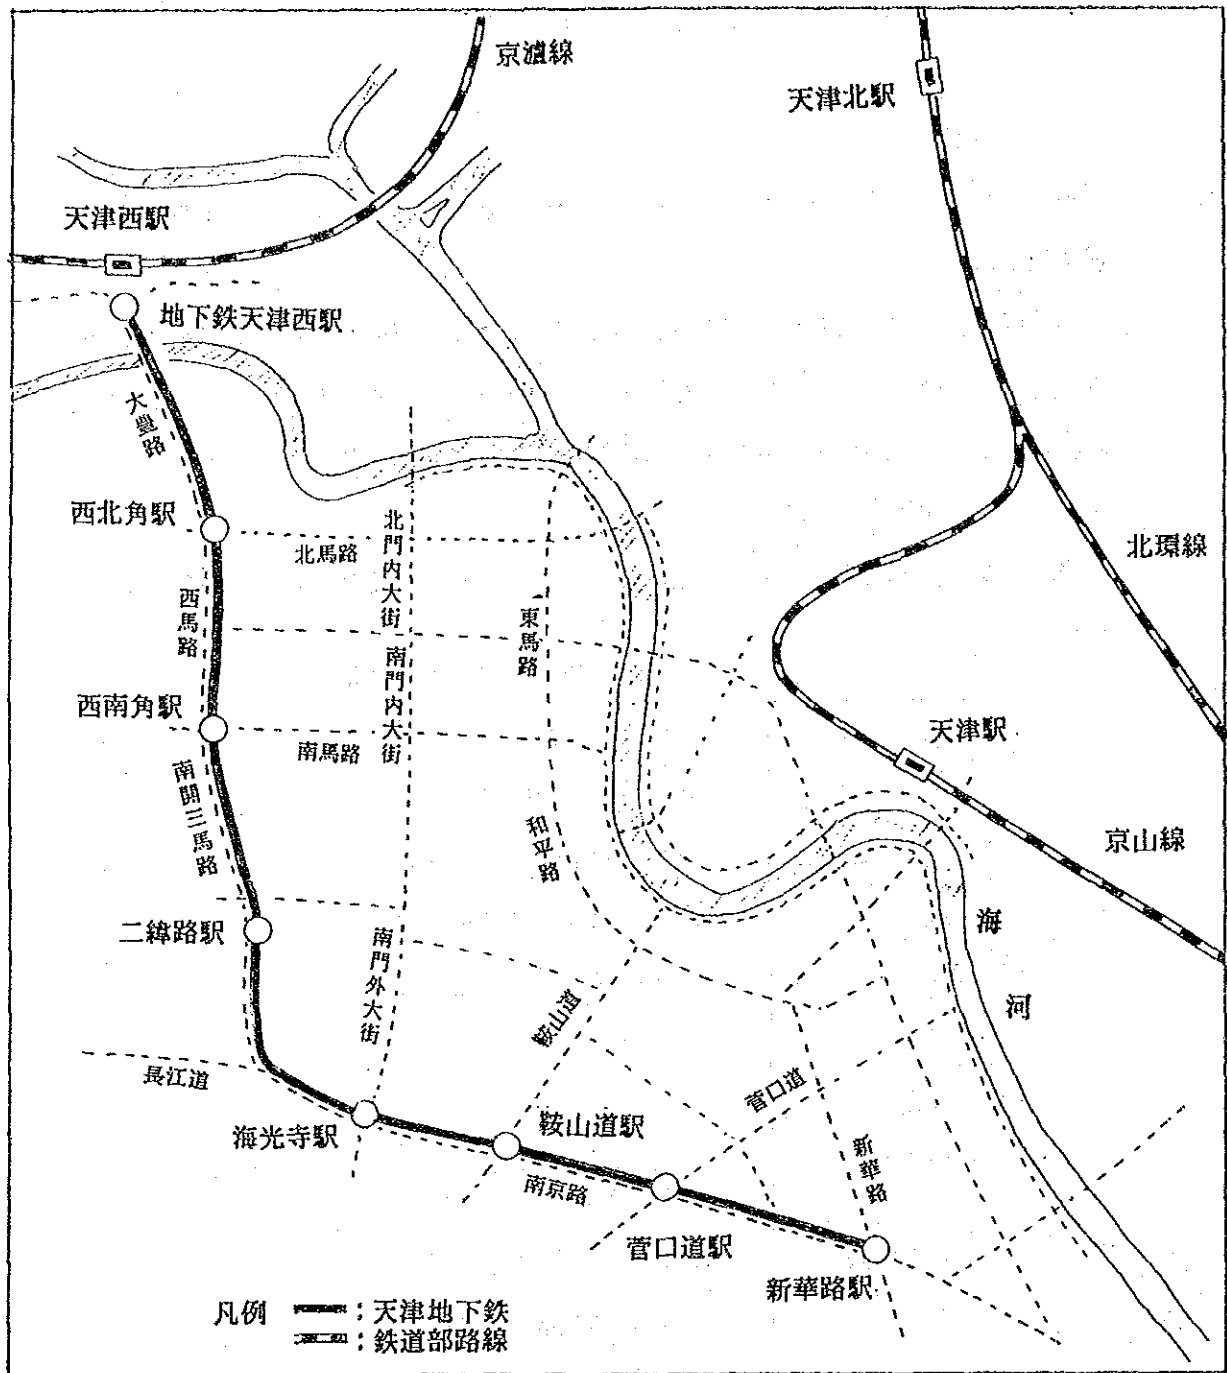 京滬線
天津北駅
天津西駅
地下鉄天津西駅
大豊路
西北角駅
北馬路
北門内大街
北環線
西馬路
東馬路
南門内大街
西南角駅
南馬路
天津駅
南開三馬路
和平路
京山線
二緯路駅
南門外大街
海河
鞍山道
長江道
菅口道
海光寺駅
鞍山道駅
新華路
南京路
菅口道駅
新華路駅
凡例
：天津地下鉄
：鉄道部路線